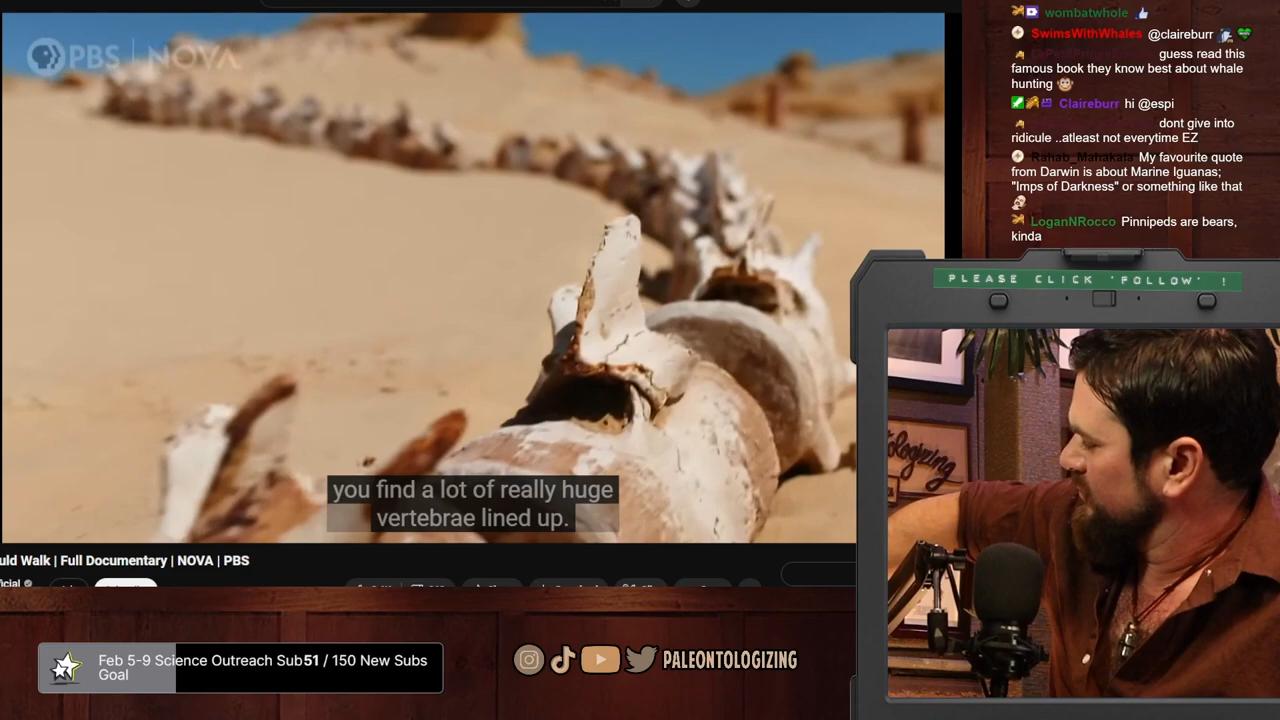 PBS | NOVA
you find a lot of really huge
vertebrae lined up.
uld Walk | Full Documentary | NOVA | PBS
wombatwhole
SwimsWithWhales @claireburr
guess read this
famous book they know best about whale
hunting
Claireburr hi @espi
dont give into
ridicule ..atleast not everytime EZ
Rahab_Mahakala My favourite quote
from Darwin is about Marine Iguanas;
"Imps of Darkness" or something like that
LoganNRocco Pinnipeds are bears,
kinda
PLEASE CLICK 'FOLLOW' !
ologizing
Feb 5-9 Science Outreach Sub 51 / 150 New Subs
Goal
PALEONTOLOGIZING